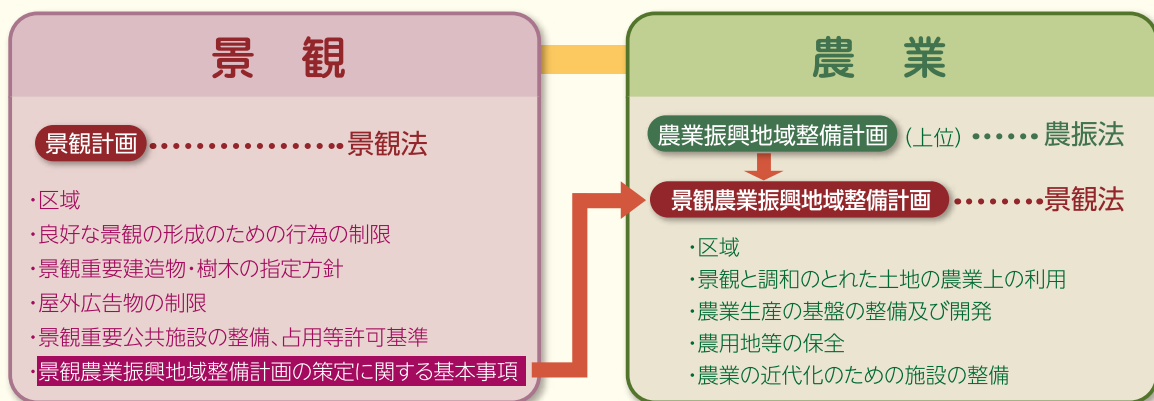 景観
景観計画………………景観法
・区域
・良好な景観の形成のための行為の制限
・景観重要建造物・樹木の指定方針
・屋外広告物の制限
・景観重要公共施設の整備、占用等許可基準
・景観農業振興地域整備計画の策定に関する基本事項
農業
農業振興地域整備計画(上位)……農振法
景観農業振興地域整備計画………景観法
・区域
・景観と調和のとれた土地の農業上の利用
・農業生産の基盤の整備及び開発
・農用地等の保全
・農業の近代化のための施設の整備